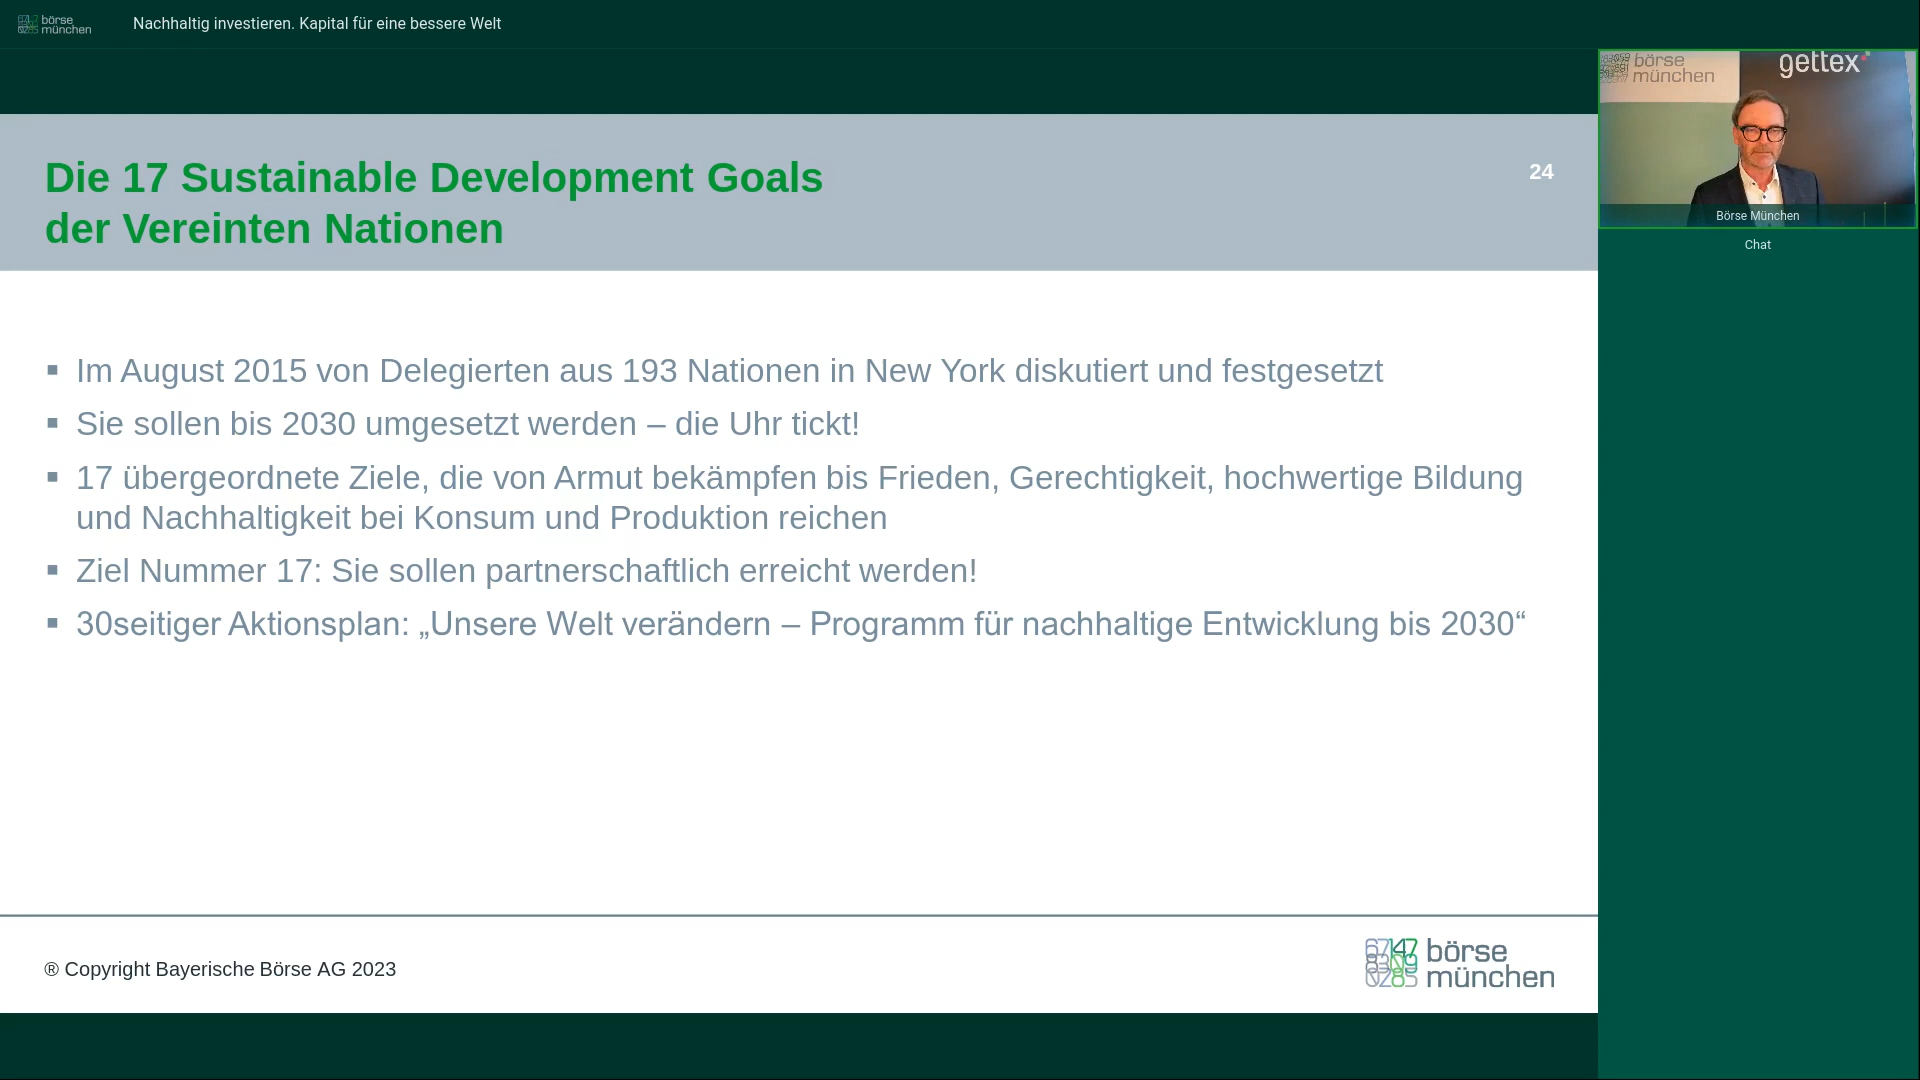 börse
münchen
Nachhaltig investieren. Kapital für eine bessere Welt
Die 17 Sustainable Development Goals
der Vereinten Nationen
24
▪ Im August 2015 von Delegierten aus 193 Nationen in New York diskutiert und festgesetzt
▪ Sie sollen bis 2030 umgesetzt werden – die Uhr tickt!
▪ 17 übergeordnete Ziele, die von Armut bekämpfen bis Frieden, Gerechtigkeit, hochwertige Bildung
und Nachhaltigkeit bei Konsum und Produktion reichen
▪ Ziel Nummer 17: Sie sollen partnerschaftlich erreicht werden!
▪ 30seitiger Aktionsplan: „Unsere Welt verändern – Programm für nachhaltige Entwicklung bis 2030“
® Copyright Bayerische Börse AG 2023
börse
münchen
börse
münchen
gettex
Börse München
Chat